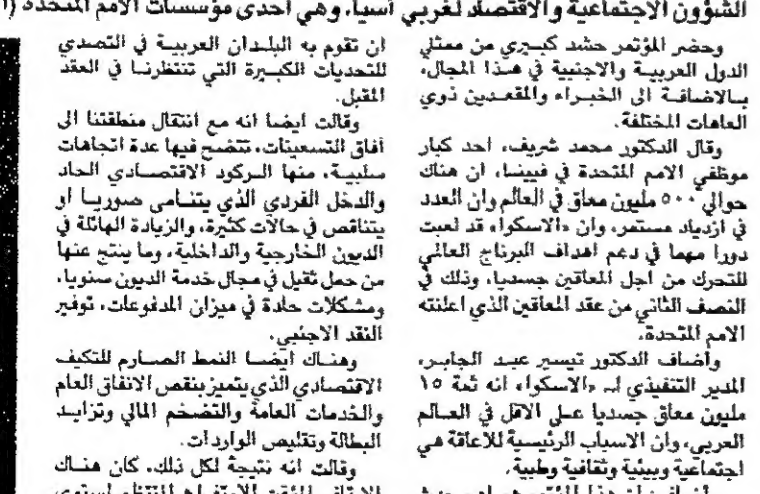 الشؤون الاجتماعية والاقتصاد لغربي آسيا، وهي احدى مؤسسات الامم المتحدة
وحضر المؤتمر حشد كبيري من ممثلي
الدول العربية والاجنبية في هذا المجال،
بالاضافة الى الخبراء والمقعدين ذوي
العاهات المختلفة.
وقال الدكتور محمد شريف، احد كبار
موظفي الامم المتحدة في فيينا، ان هناك
حوالي ٥٠٠ مليون معاق في العالم وان العدد
في ازدياد مستمر، وان «الاسكوا» قد لعبت
دورا مهما في دعم اهداف البرناج العالمي
للتحرك من اجل المعاقين جسديا، وذلك في
النصف الثاني من عقد المعاقين الذي اعلنته
الامم المتحدة.
وأضاف الدكتور تيسير عبد الجابر،
المدير التنفيذي لـ «الاسكوا» انه ثمة ١٥
مليون معاق جسديا على الاقل في العالم
العربي، وان الاسباب الرئيسية للاعاقة هي
اجتماعية وبيئية وثقافية وطبية.
ان هذا المؤتمر هو
ان تقوم به البلدان العربية في التصدي
للتحديات الكبيرة التي تنتظرنا في العقد
المقبل.
وقالت ايضا انه مع انتقال منطقتنا الى
آفاق التسعينات، تتضح فيها عدة اتجاهات
سلبية، منها الركود الاقتصادي الحاد
والدخل الفردي الذي يتنامى صوريا او
يتناقص في حالات كثيرة، والزيادة الهائلة في
الديون الخارجية والداخلية، وما ينتج عنها
من حمل ثقيل في مجال خدمة الديون سنويا،
ومشكلات حادة في ميزان المدفوعات، توفير
النقد الاجنبي.
وهناك ايضا النمط الصارم للتكيف
الاقتصادي الذي يتميز بنقص الانفاق العام
والخدمات العامة والتضخم المالي وتزايد
البطالة وتقليص الواردات.
وقالت انه نتيجة لكل ذلك، كان هناك